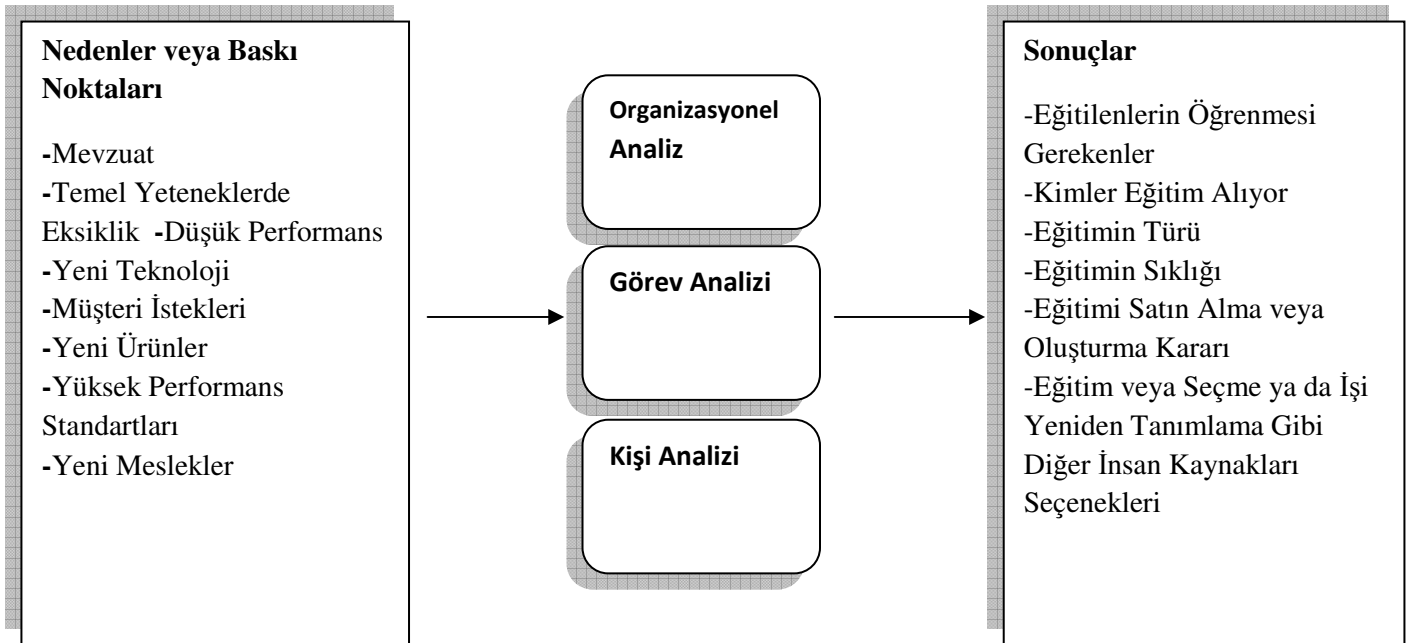 Nedenler veya Baskı
Noktaları
-Mevzuat
-Temel Yeteneklerde
Eksiklik -Düşük Performans
-Yeni Teknoloji
-Müşteri İstekleri
-Yeni Ürünler
-Yüksek Performans
Standartları
-Yeni Meslekler
Organizasyonel
Analiz
Görev Analizi
Kişi Analizi
Sonuçlar
-Eğitilenlerin Öğrenmesi
Gerekenler
-Kimler Eğitim Alıyor
-Eğitimin Türü
-Eğitimin Sıklığı
-Eğitimi Satın Alma veya
Oluşturma Kararı
-Eğitim veya Seçme ya da İşi
Yeniden Tanımlama Gibi
Diğer İnsan Kaynakları
Seçenekleri